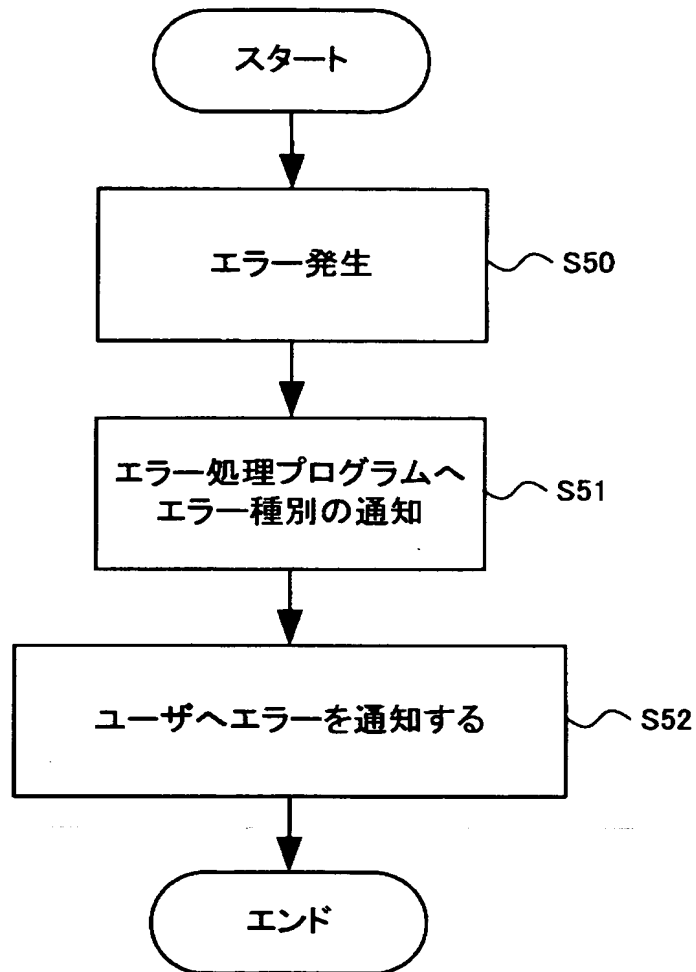 スタート
エラー発生
S50
エラー処理プログラムへ
エラー種別の通知
S51
ユーザへエラーを通知する
S52
エンド